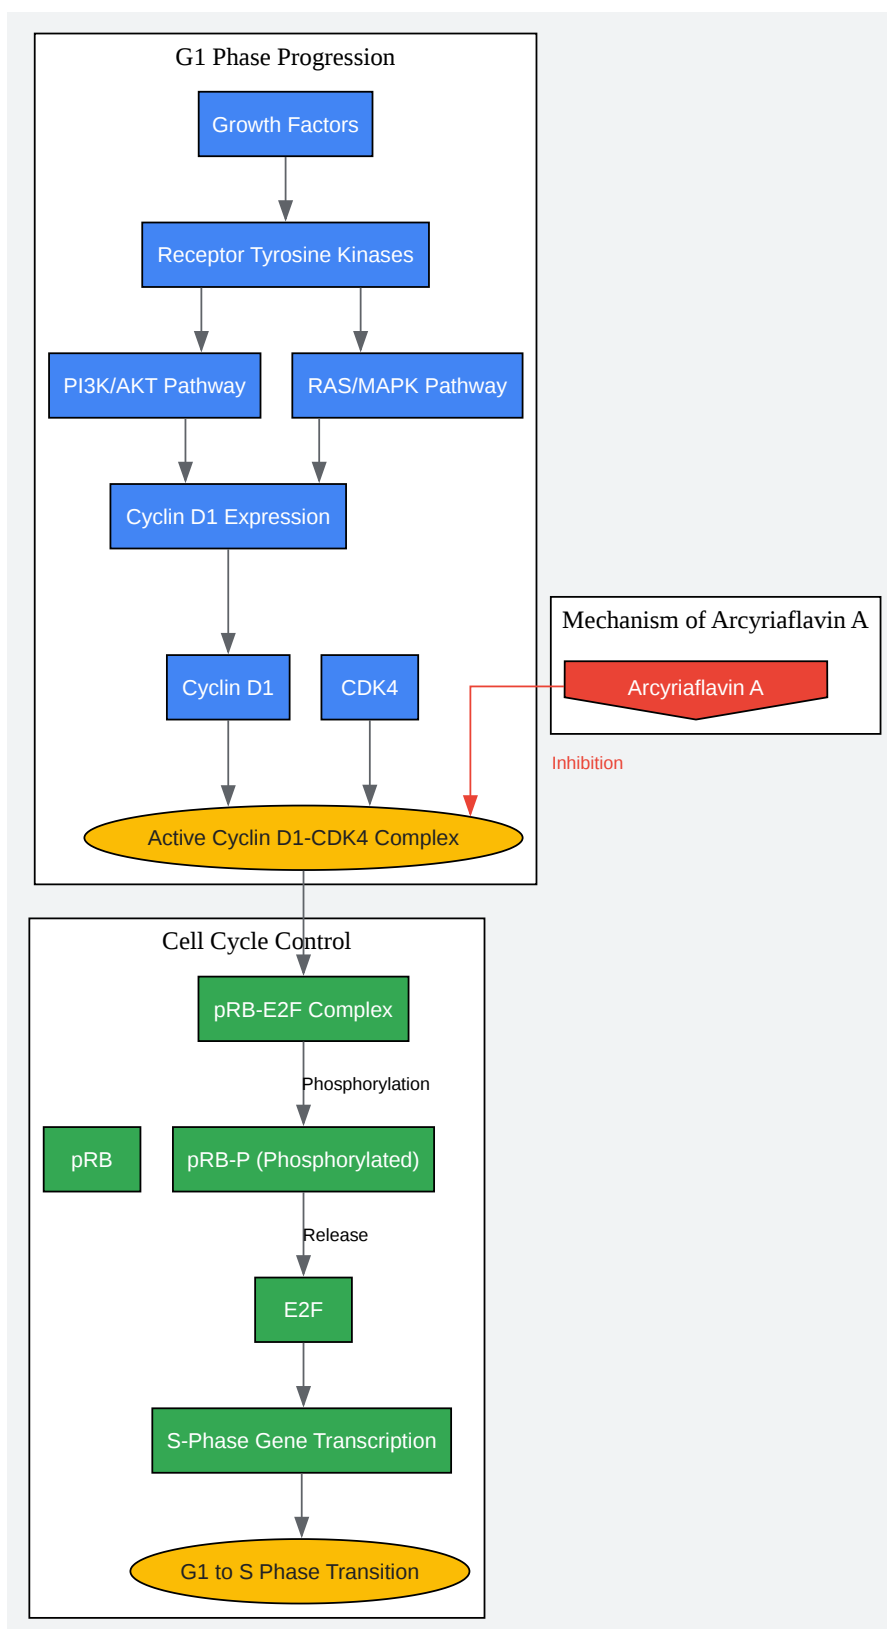 G1 Phase Progression
Growth Factors
Receptor Tyrosine Kinases
PI3K/AKT Pathway
RAS/MAPK Pathway
Cyclin D1 Expression
Cyclin D1
CDK4
Active Cyclin D1-CDK4 Complex
Mechanism of Arcyriaflavin A
Arcyriaflavin A
Inhibition
Cell Cycle Control
pRB-E2F Complex
Phosphorylation
pRB
pRB-P (Phosphorylated)
Release
E2F
S-Phase Gene Transcription
G1 to S Phase Transition